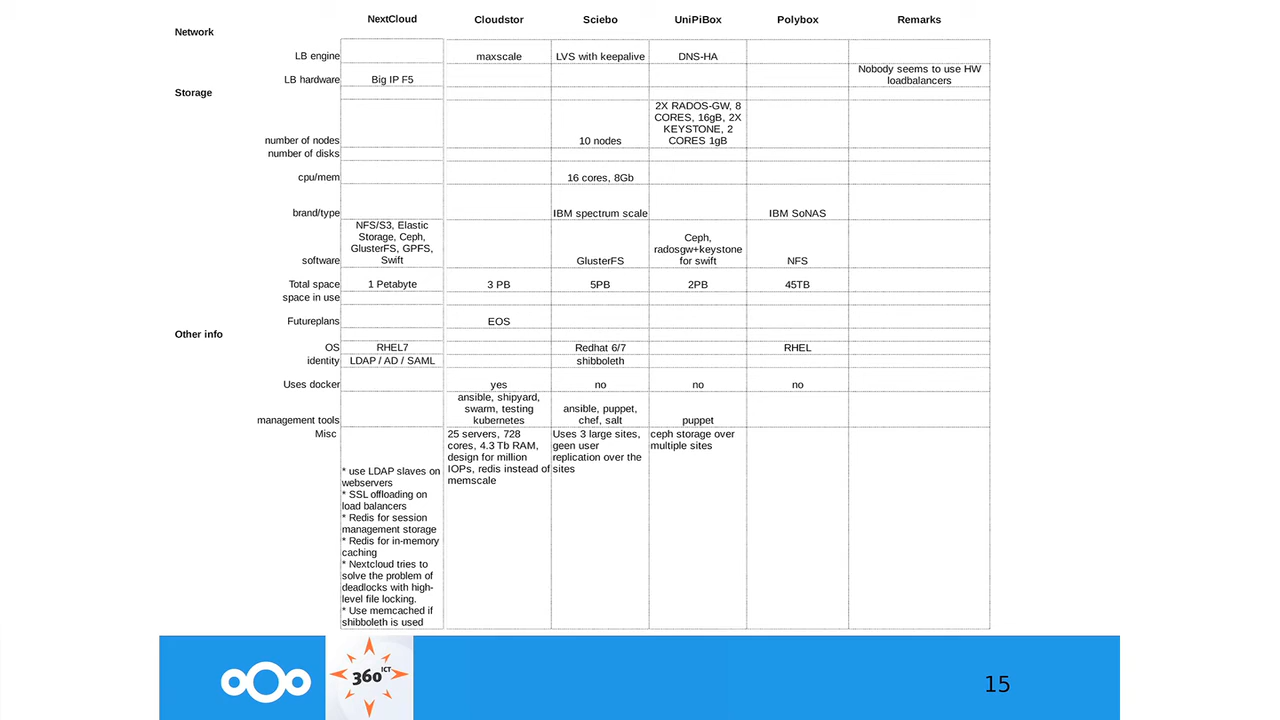 NextCloud Cloudstor Sciebo UniPiBox Polybox Remarks
Network
LB engine maxscale LVS with keepalive DNS-HA
LB hardware Big IP F5 Nobody seems to use HW
loadbalancers
Storage
number of nodes 10 nodes 2X RADOS-GW, 8
CORES, 16gB, 2X
KEYSTONE, 2
CORES 1gB
number of disks
cpu/mem 16 cores, 8Gb
brand/type IBM spectrum scale IBM SoNAS
software NFS/S3, Elastic
Storage, Ceph,
GlusterFS, GPFS,
Swift
GlusterFS
Ceph,
radosgw+keystone
for swift
NFS
Total space 1 Petabyte 3 PB 5PB 2PB 45TB
space in use
Futureplans EOS
Other info
OS RHEL7 Redhat 6/7 RHEL
identity LDAP / AD / SAML shibboleth
Uses docker yes no no no
management tools ansible, shipyard,
swarm, testing
kubernetes
ansible, puppet,
chef, salt
puppet
Misc
* use LDAP slaves on
webservers
* SSL offloading on
load balancers
* Redis for session
management storage
* Redis for in-memory
caching
* Nextcloud tries to
solve the problem of
deadlocks with high-
level file locking.
* Use memcached if
shibboleth is used
25 servers, 728
cores, 4.3 Tb RAM,
design for million
IOPs, redis instead of
memscale
Uses 3 large sites,
geen user
replication over the
sites
ceph storage over
multiple sites
360 ICT
15